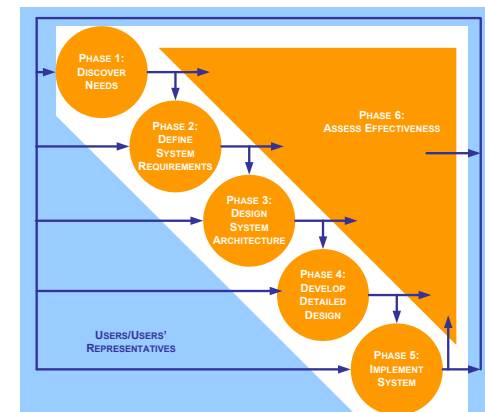 PHASE 1:
DISCOVER
NEEDS
PHASE 2:
DEFINE
SYSTEM
REQUIREMENTS
PHASE 3:
DESIGN
SYSTEM
ARCHITECTURE
PHASE 4:
DEVELOP
DETAILED
DESIGN
PHASE 5:
IMPLEMENT
SYSTEM
PHASE 6:
ASSESS EFFECTIVENESS
USERS/USERS'
REPRESENTATIVES